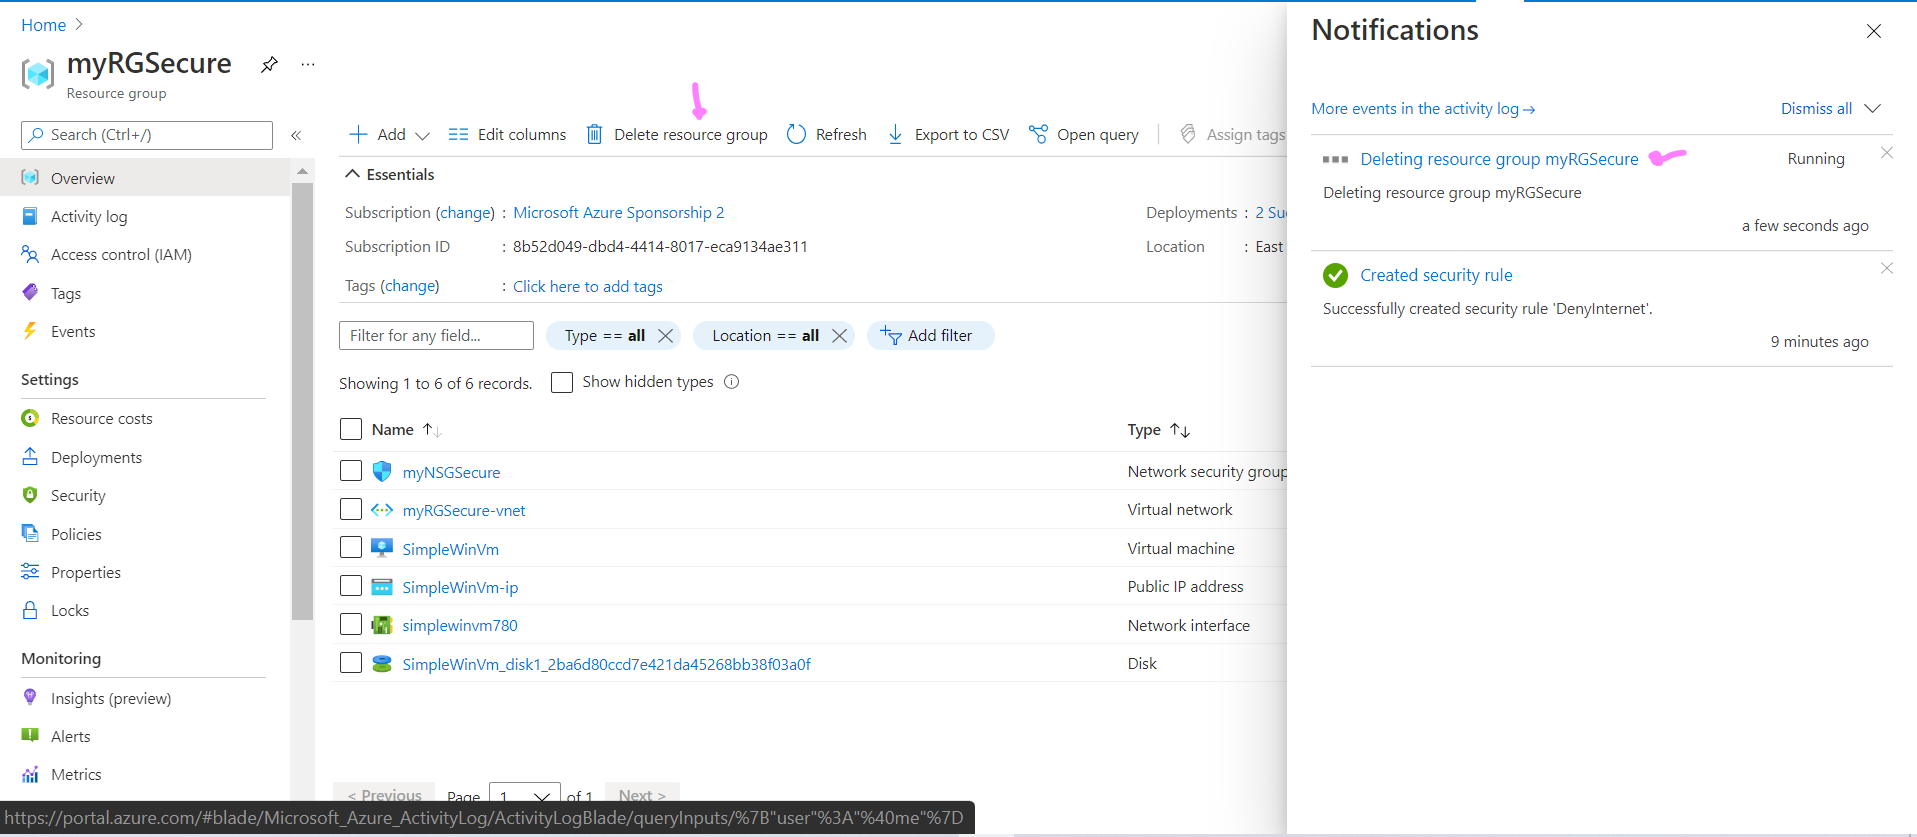 Home >
myRGSecure
Resource group
Search (Ctrl+/)
Overview
Activity log
Access control (IAM)
Tags
Events
Settings
Resource costs
Deployments
Security
Policies
Properties
Locks
Monitoring
Insights (preview)
Alerts
Metrics
Add
Edit columns
Delete resource group
Refresh
Export to CSV
Open query
Assign tags
Essentials
Subscription (change) : Microsoft Azure Sponsorship 2
Deployments : 2 Su
Subscription ID : 8b52d049-dbd4-4414-8017-eca9134ae311
Location : East
Tags (change) : Click here to add tags
Filter for any field...
Type == all
Location == all
Add filter
Showing 1 to 6 of 6 records.
Show hidden types
Name Type
myNSGSecure Network security group
myRGSecure-vnet Virtual network
SimpleWinVm Virtual machine
SimpleWinVm-ip Public IP address
simplewinvm780 Network interface
SimpleWinVm_disk1_2ba6d80ccd7e421da45268bb38f03a0f Disk
< Previous Page 1 of 1 Next >
https://portal.azure.com/#blade/Microsoft_Azure_ActivityLog/ActivityLogBlade/queryInputs/%7B"user"%3A"%40me"%7D
Notifications
More events in the activity log →
Dismiss all
Deleting resource group myRGSecure
Running
Deleting resource group myRGSecure
a few seconds ago
Created security rule
Successfully created security rule 'DenyInternet'.
9 minutes ago